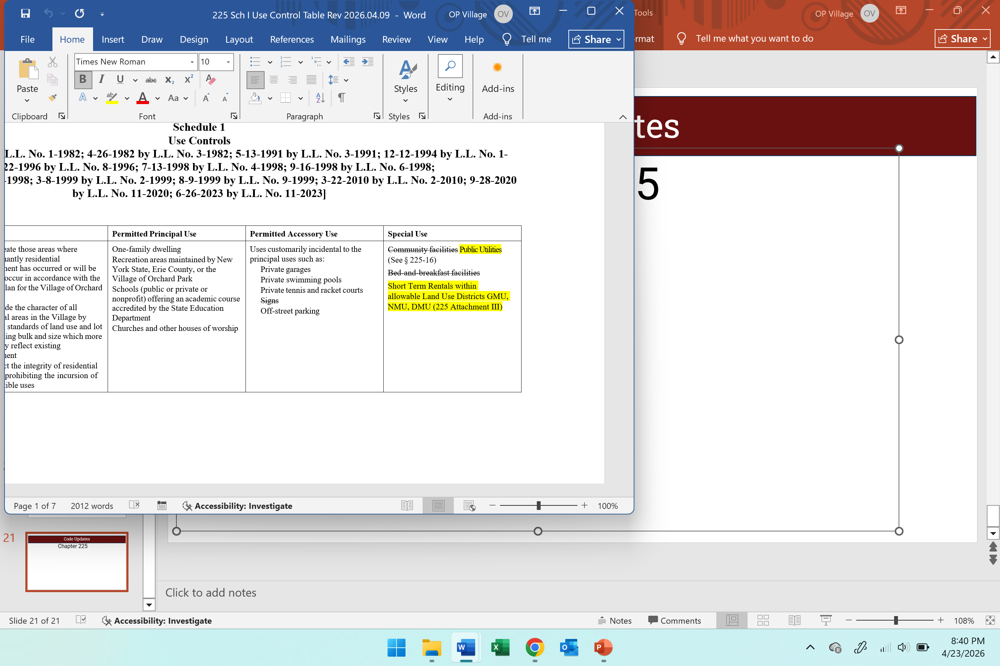 225 Sch I Use Control Table Rev 2026.04.09 - Word
OP Village
OV
Tools
OP Village
OV
File
Home
Insert
Draw
Design
Layout
References
Mailings
Review
View
Help
Tell me
Share
rmat
Tell me what you want to do
Share
Paste
Times New Roman
10
Styles
Editing
Add-ins
Clipboard
Font
Paragraph
Styles
Add-ins
Schedule 1
Use Controls
L.L. No. 1-1982; 4-26-1982 by L.L. No. 3-1982; 5-13-1991 by L.L. No. 3-1991; 12-12-1994 by L.L. No. 1-
22-1996 by L.L. No. 8-1996; 7-13-1998 by L.L. No. 4-1998; 9-16-1998 by L.L. No. 6-1998;
-1998; 3-8-1999 by L.L. No. 2-1999; 8-9-1999 by L.L. No. 9-1999; 3-22-2010 by L.L. No. 2-2010; 9-28-2020
by L.L. No. 11-2020; 6-26-2023 by L.L. No. 11-2023]
eate those areas where
nantly residential
ment has occurred or will be
occur in accordance with the
lan for the Village of Orchard
de the character of all
al areas in the Village by
standards of land use and lot
ing bulk and size which more
y reflect existing
ent
ct the integrity of residential
prohibiting the incursion of
ible uses
Permitted Principal Use
One-family dwelling
Recreation areas maintained by New
York State, Erie County, or the
Village of Orchard Park
Schools (public or private or
nonprofit) offering an academic course
accredited by the State Education
Department
Churches and other houses of worship
Permitted Accessory Use
Uses customarily incidental to the
principal uses such as:
Private garages
Private swimming pools
Private tennis and racket courts
Signs
Off-street parking
Special Use
Community facilities Public Utilities
(See § 225-16)
Bed-and-breakfast facilities
Short Term Rentals within
allowable Land Use Districts GMU,
NMU, DMU (225 Attachment III)
Page 1 of 7
2012 words
Accessibility: Investigate
100%
tes
5
21
Code Updates
Chapter 225
Click to add notes
Slide 21 of 21
Accessibility: Investigate
Notes
Comments
108%
8:40 PM
4/23/2026